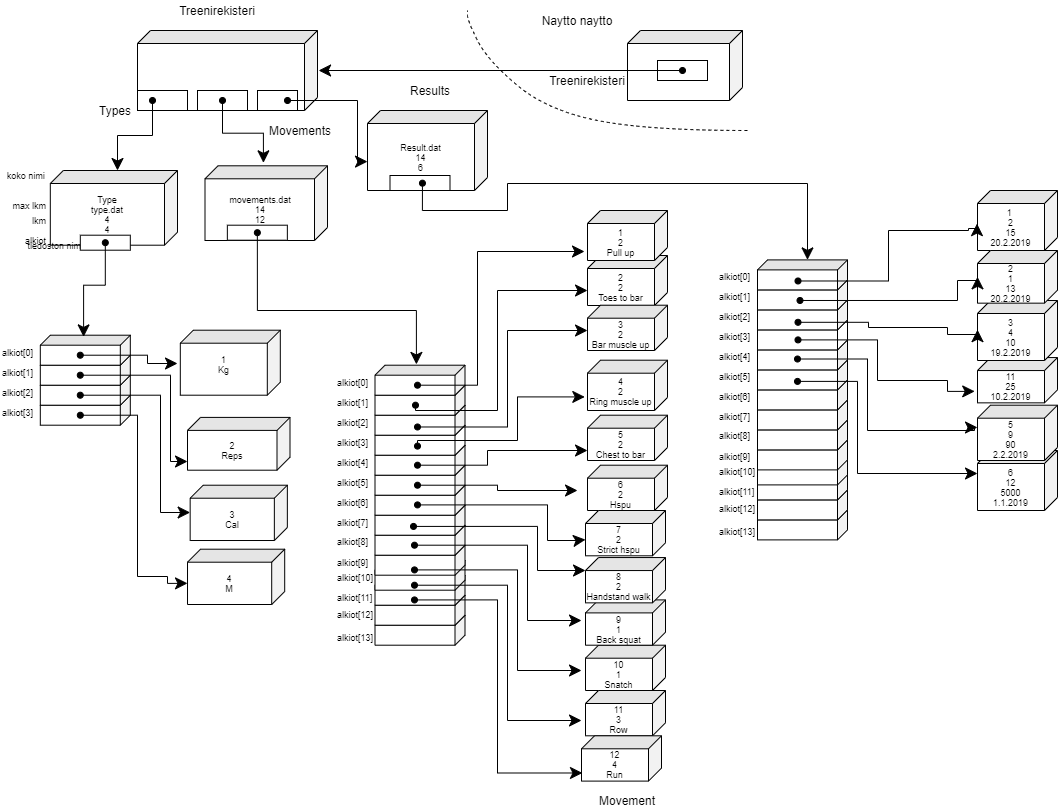 Treenirekisteri
Naytto naytto
Treenirekisteri
Types
Movements
Results
koko nimi
max lkm
lkm
alkiot
tiedoston nim
Type
type.dat
4
4
movements.dat
14
12
Result.dat
14
6
alkiot[0]
alkiot[1]
alkiot[2]
alkiot[3]
1
Kg
2
Reps
3
Cal
4
M
alkiot[0]
alkiot[1]
alkiot[2]
alkiot[3]
alkiot[4]
alkiot[5]
alkiot[6]
alkiot[7]
alkiot[8]
alkiot[9]
alkiot[10]
alkiot[11]
alkiot[12]
alkiot[13]
1
2
Pull up
2
2
Toes to bar
3
2
Bar muscle up
4
2
Ring muscle up
5
2
Chest to bar
6
2
Hspu
7
2
Strict hspu
8
2
Handstand walk
9
1
Back squat
10
1
Snatch
11
3
Row
12
4
Run
Movement
alkiot[0]
alkiot[1]
alkiot[2]
alkiot[3]
alkiot[4]
alkiot[5]
alkiot[6]
alkiot[7]
alkiot[8]
alkiot[9]
alkiot[10]
alkiot[11]
alkiot[12]
alkiot[13]
1
2
15
20.2.2019
2
1
13
20.2.2019
3
4
10
19.2.2019
11
25
10.2.2019
5
9
90
2.2.2019
6
12
5000
1.1.2019